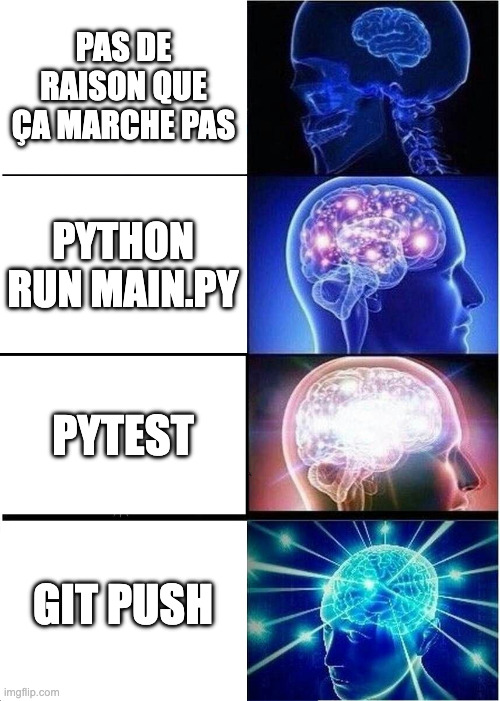 PAS DE
RAISON QUE
ÇA MARCHE PAS
PYTHON
RUN MAIN.PY
PYTEST
GIT PUSH
imgflip.com